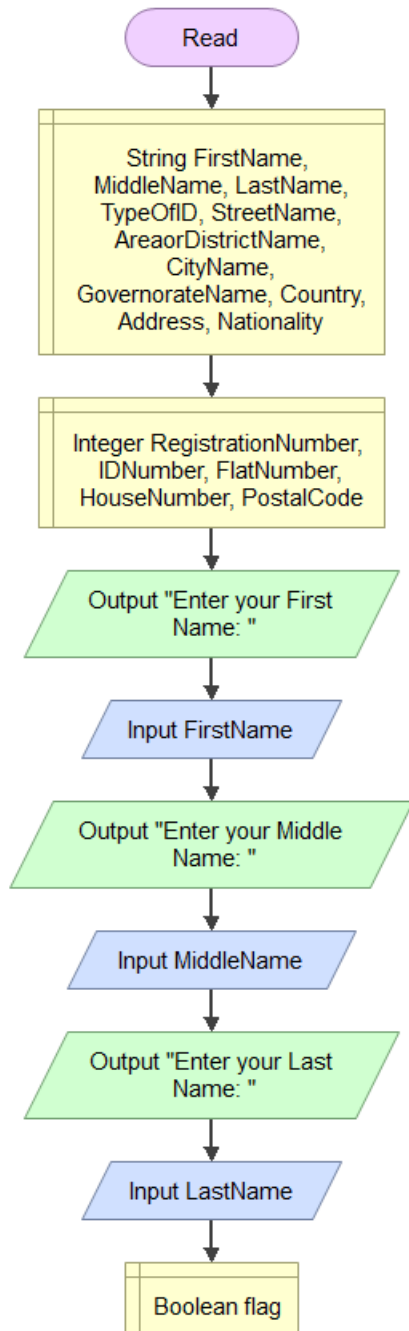 Read
String FirstName,
MiddleName, LastName,
TypeOfID, StreetName,
AreaorDistrictName,
CityName,
GovernorateName, Country,
Address, Nationality
Integer RegistrationNumber,
IDNumber, FlatNumber,
HouseNumber, PostalCode
Output "Enter your First
Name: "
Input FirstName
Output "Enter your Middle
Name: "
Input MiddleName
Output "Enter your Last
Name: "
Input LastName
Boolean flag